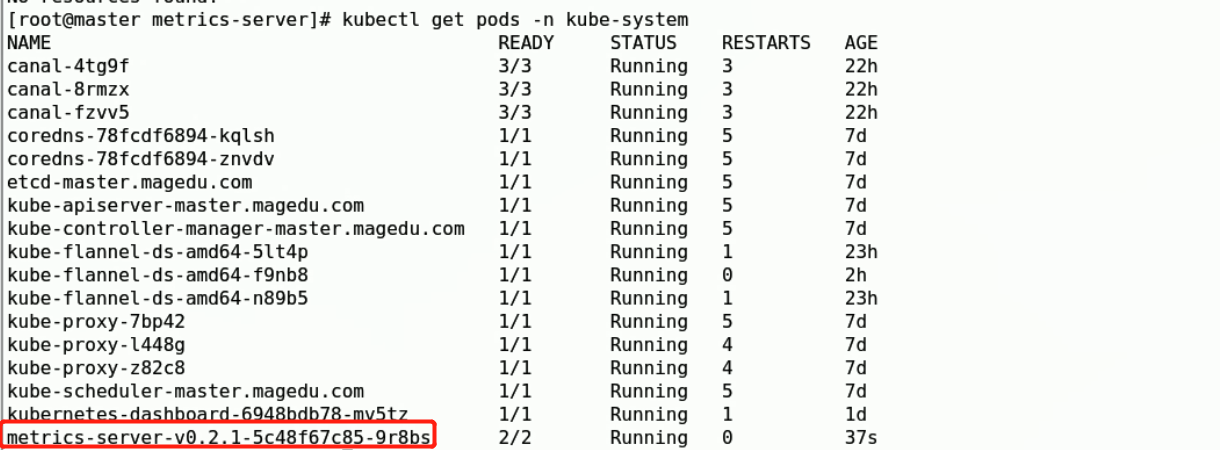 No resources found.
[root@master metrics-server]# kubectl get pods -n kube-system
NAME READY STATUS RESTARTS AGE
canal-4tg9f 3/3 Running 3 22h
canal-8rmzx 3/3 Running 3 22h
canal-fzvv5 3/3 Running 3 22h
coredns-78fcdf6894-kqlsh 1/1 Running 5 7d
coredns-78fcdf6894-znvdv 1/1 Running 5 7d
etcd-master.magedu.com 1/1 Running 5 7d
kube-apiserver-master.magedu.com 1/1 Running 5 7d
kube-controller-manager-master.magedu.com 1/1 Running 5 7d
kube-flannel-ds-amd64-5lt4p 1/1 Running 1 23h
kube-flannel-ds-amd64-f9nb8 1/1 Running 0 2h
kube-flannel-ds-amd64-n89b5 1/1 Running 1 23h
kube-proxy-7bp42 1/1 Running 5 7d
kube-proxy-l448g 1/1 Running 4 7d
kube-proxy-z82c8 1/1 Running 4 7d
kube-scheduler-master.magedu.com 1/1 Running 5 7d
kubernetes-dashboard-6948bdb78-mv5tz 1/1 Running 1 1d
metrics-server-v0.2.1-5c48f67c85-9r8bs 2/2 Running 0 37s